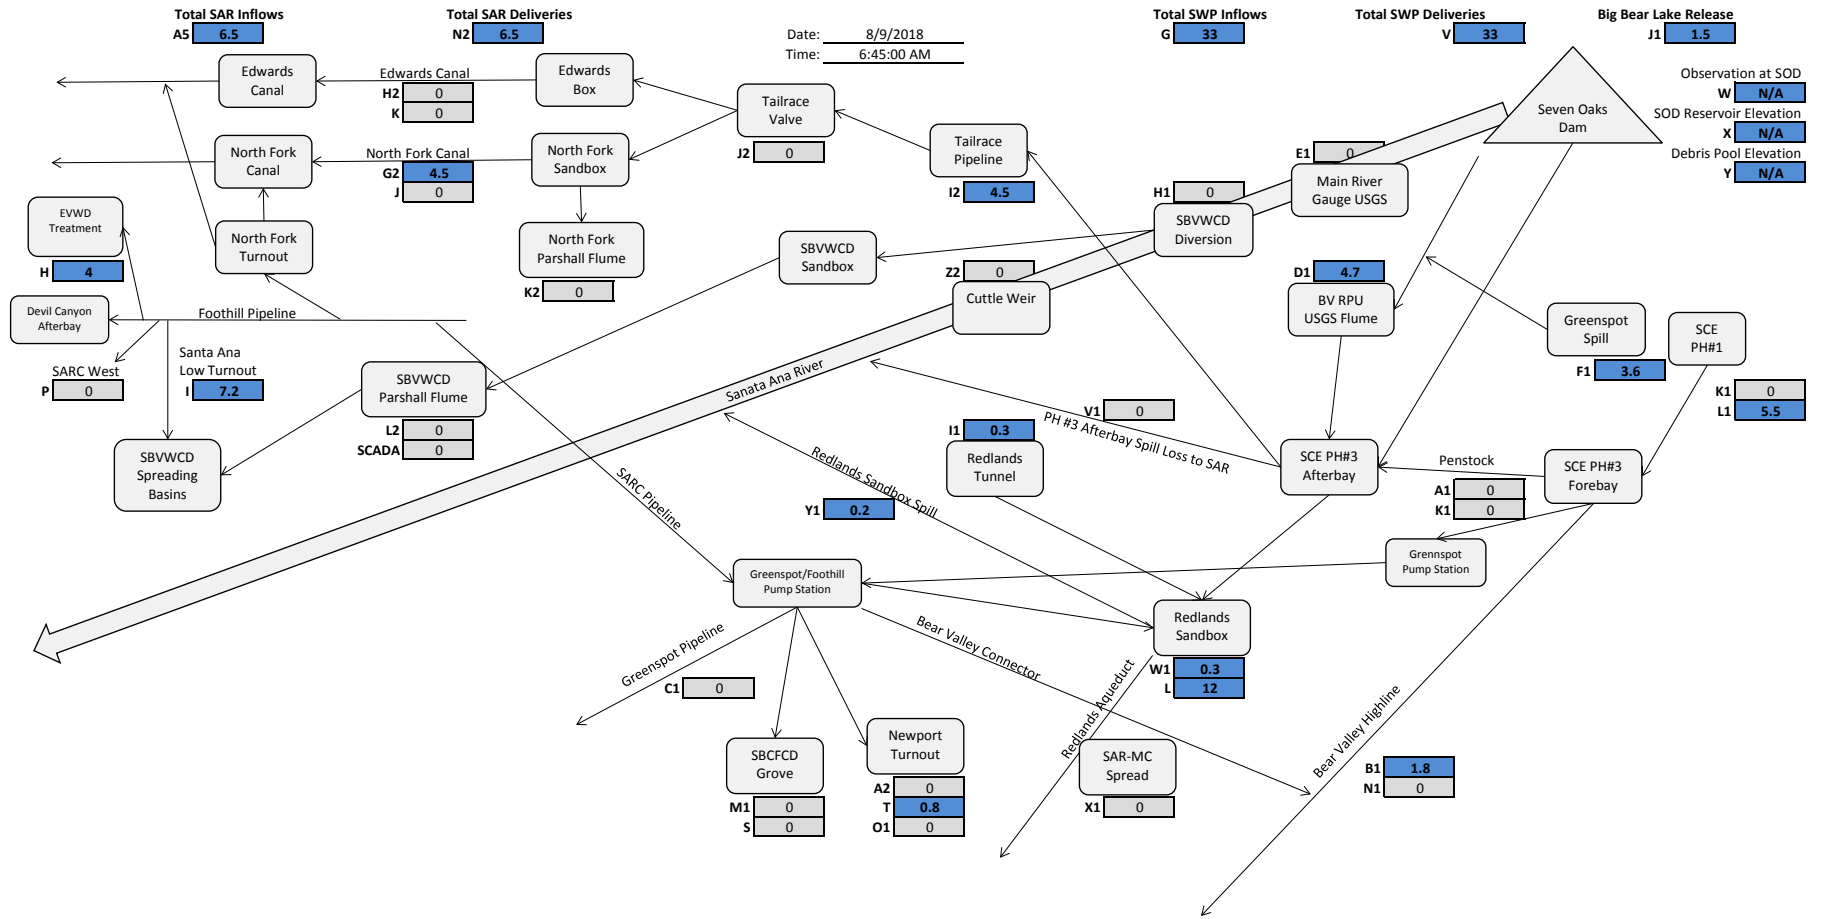 Total SAR Inflows
A5 6.5
Total SAR Deliveries
N2 6.5
Date: 8/9/2018
Time: 6:45:00 AM
Total SWP Inflows
G 33
Total SWP Deliveries
V 33
Big Bear Lake Release
J1 1.5
Observation at SOD
W N/A
SOD Reservoir Elevation
X N/A
Debris Pool Elevation
Y N/A
Seven Oaks
Dam
Edwards
Canal
Edwards Canal
H2 0
K 0
Edwards
Box
Tailrace
Valve
J2 0
Tailrace
Pipeline
I2 4.5
E1 0
Main River
Gauge USGS
H1 0
SBVWCD
Diversion
North Fork
Canal
North Fork Canal
G2 4.5
J 0
North Fork
Sandbox
EVWD
Treatment
H 4
North Fork
Turnout
North Fork
Parshall Flume
K2 0
SBVWCD
Sandbox
Z2 0
Cuttle Weir
D1 4.7
BV RPU
USGS Flume
Greenspot
Spill
F1 3.6
SCE
PH#1
K1 0
L1 5.5
Devil Canyon
Afterbay
Foothill Pipeline
SARC West
P 0
Santa Ana
Low Turnout
I 7.2
SBVWCD
Parshall Flume
L2 0
SCADA 0
Sanata Ana River
V1 0
PH #3 Afterbay Spill Loss to SAR
I1 0.3
Redlands
Tunnel
SCE PH#3
Afterbay
Penstock
A1 0
K1 0
SCE PH#3
Forebay
SBVWCD
Spreading
Basins
SARC Pipeline
Redlands Sandbox Spill
Y1 0.2
Grennspot
Pump Station
Greenspot/Foothill
Pump Station
Redlands
Sandbox
W1 0.3
L 12
Greenspot Pipeline
C1 0
Bear Valley Connector
Redlands Aqueduct
Bear Valley Highline
SBCFCD
Grove
M1 0
S 0
Newport
Turnout
A2 0
T 0.8
O1 0
SAR-MC
Spread
X1 0
B1 1.8
N1 0